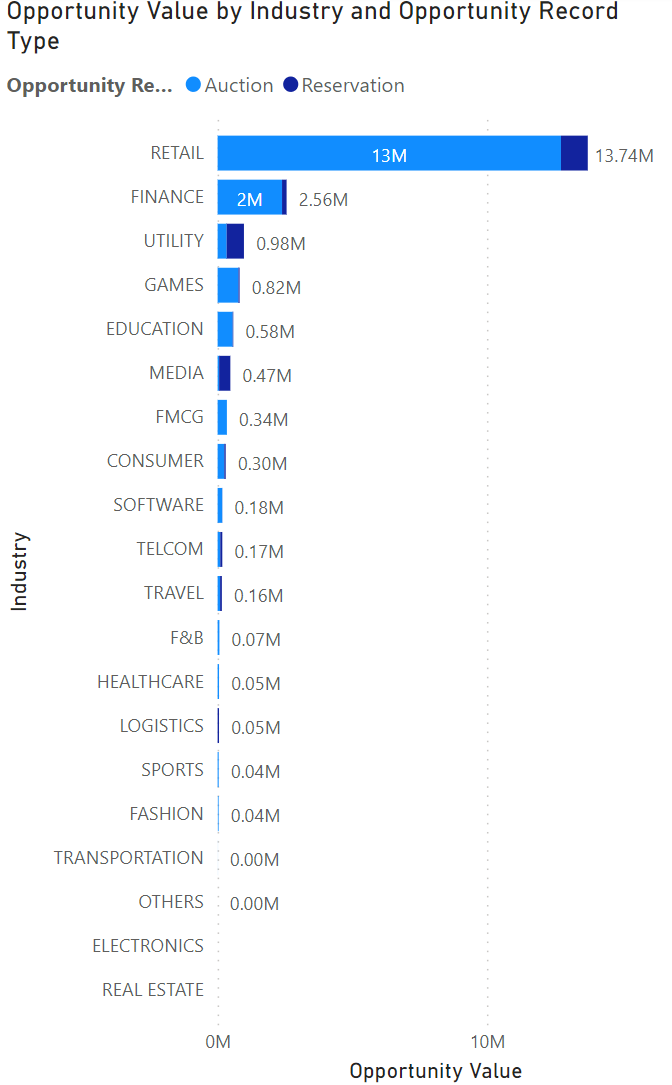 Opportunity Value by Industry and Opportunity Record
Type
Opportunity Re... Auction Reservation
RETAIL 13M 13.74M
FINANCE 2M 2.56M
UTILITY 0.98M
GAMES 0.82M
EDUCATION 0.58M
MEDIA 0.47M
FMCG 0.34M
CONSUMER 0.30M
SOFTWARE 0.18M
TELCOM 0.17M
TRAVEL 0.16M
F&B 0.07M
HEALTHCARE 0.05M
LOGISTICS 0.05M
SPORTS 0.04M
FASHION 0.04M
TRANSPORTATION 0.00M
OTHERS 0.00M
ELECTRONICS
REAL ESTATE
Industry
0M 10M
Opportunity Value